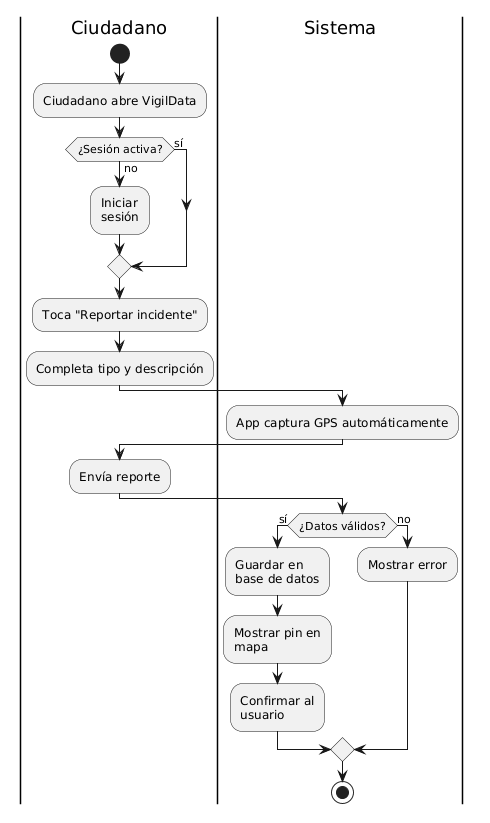 Ciudadano
Sistema
Ciudadano abre VigilData
¿Sesión activa?
sí
no
Iniciar
sesión
Toca "Reportar incidente"
Completa tipo y descripción
App captura GPS automáticamente
Envía reporte
¿Datos válidos?
sí
no
Guardar en
base de datos
Mostrar error
Mostrar pin en
mapa
Confirmar al
usuario